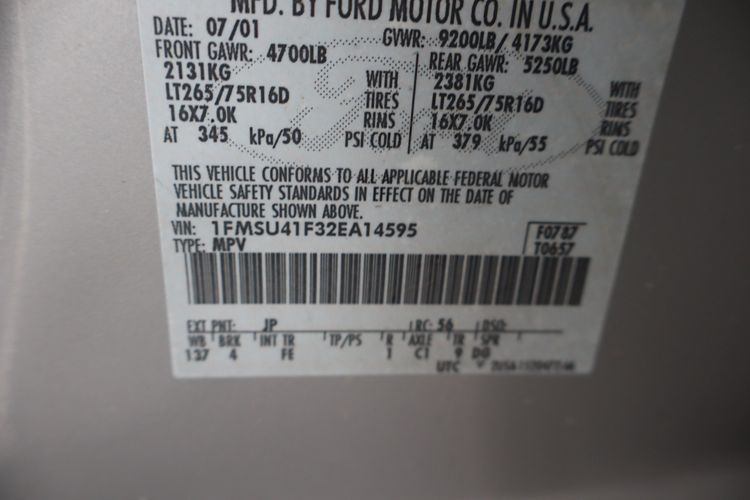 MFD. BY FORD MOTOR CO. IN U.S.A.
DATE: 07/01 GVWR: 9200LB/ 4173KG
FRONT GAWR: 4700LB REAR GAWR: 5250LB
2131KG WITH 2381KG WITH
LT265/75R16D TIRES LT265/75R16D TIRES
16X7.0K RIMS 16X7.0K RIMS
AT 345 kPa/50 PSI COLD AT 379 kPa/55 PSI COLD
THIS VEHICLE CONFORMS TO ALL APPLICABLE FEDERAL MOTOR
VEHICLE SAFETY STANDARDS IN EFFECT ON THE DATE OF
MANUFACTURE SHOWN ABOVE.
VIN: 1FMSU41F32EA14595 F0787
TYPE: MPV T0657
EXT PNT: JP RC: 56 DSO:
WB BRK INT TR TP/PS R AXLE TR SPR
137 4 FE 1 C1 9 DG
UTC